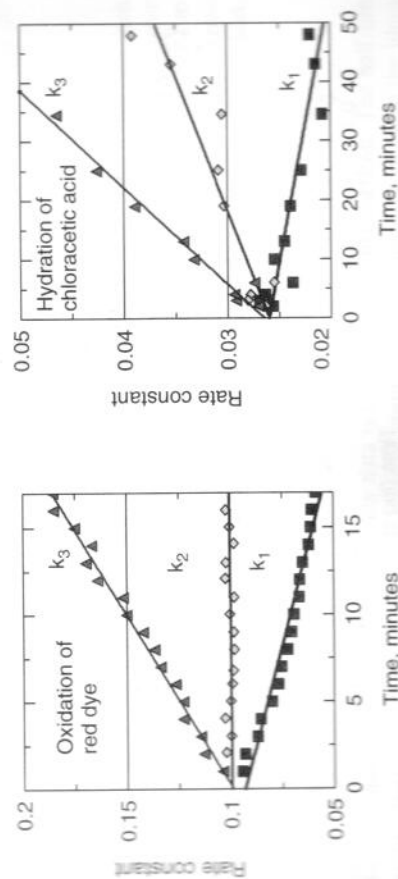 Rate constant
0.2
0.15
0.1
0.05
Oxidation of
red dye
k3
k2
k1
0 5 10 15
Time, minutes
Rate constant
0.05
0.04
0.03
0.02
Hydration of
chloracetic acid
k3
k2
k1
0 10 20 30 40 50
Time, minutes